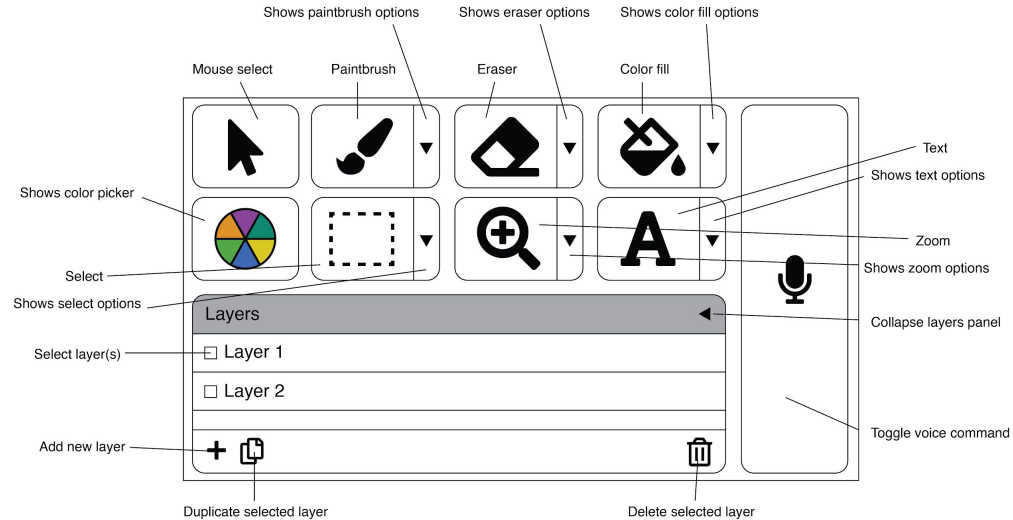 Shows paintbrush options
Shows eraser options
Shows color fill options
Mouse select
Paintbrush
Eraser
Color fill
Text
Shows text options
Shows color picker
A
Zoom
Select
Shows zoom options
Shows select options
Layers
Collapse layers panel
Select layer(s)
Layer 1
Layer 2
Toggle voice command
Add new layer
Duplicate selected layer
Delete selected layer